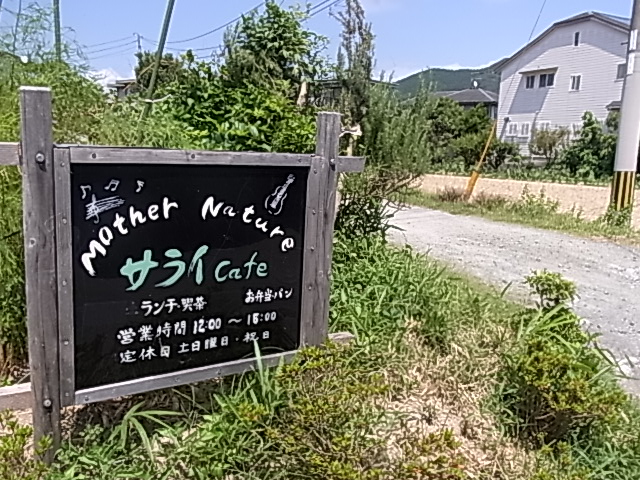 Mother Nature
サライ cafe
ランチ・喫茶 お弁当・パン
営業時間 12:00〜15:00
定休日 土日曜日・祝日